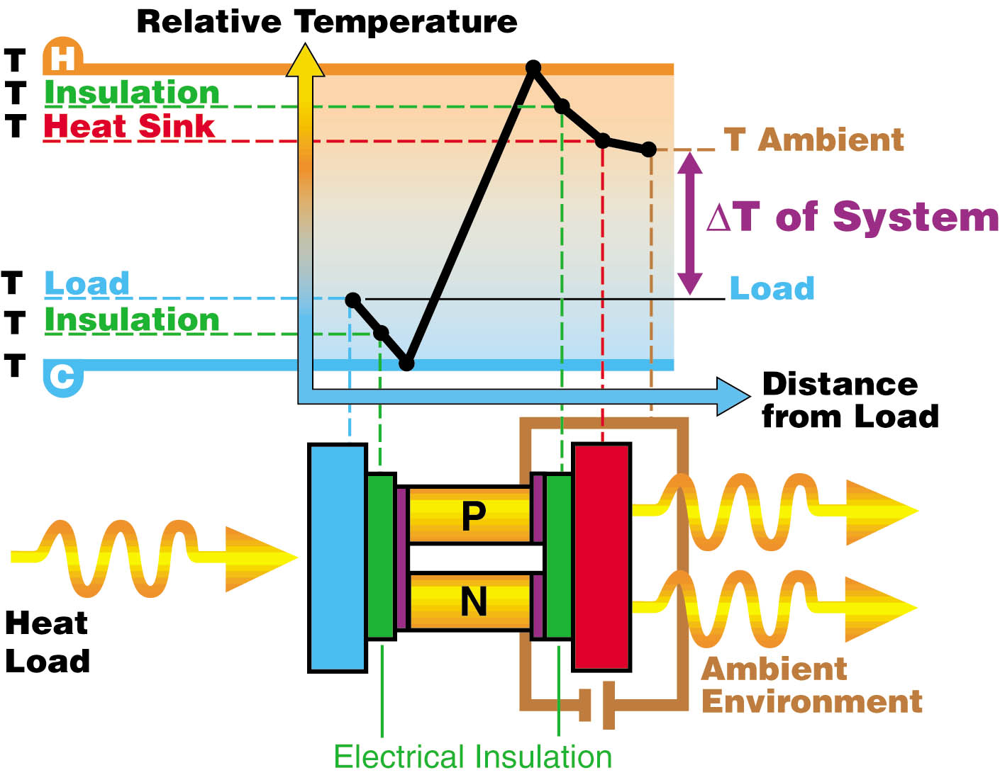 Relative Temperature
T H
T Insulation
T Heat Sink
T Ambient
ΔT of System
T Load
Load
T Insulation
T C
Distance
from Load
P
N
Heat
Load
Ambient
Environment
Electrical Insulation